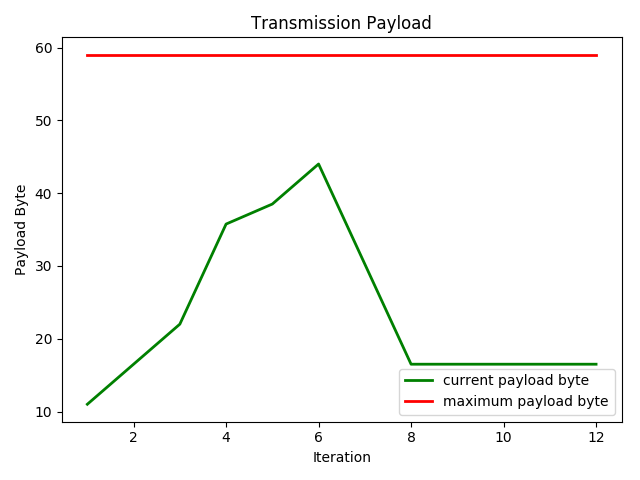 Transmission Payload
Payload Byte
60
50
40
30
20
10
current payload byte
maximum payload byte
2 4 6 8 10 12
Iteration